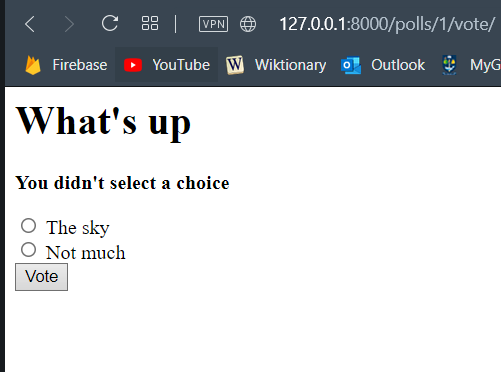 VPN 127.0.0.1:8000/polls/1/vote/
Firebase YouTube W Wiktionary Outlook MyG
What's up
You didn't select a choice
The sky
Not much
Vote